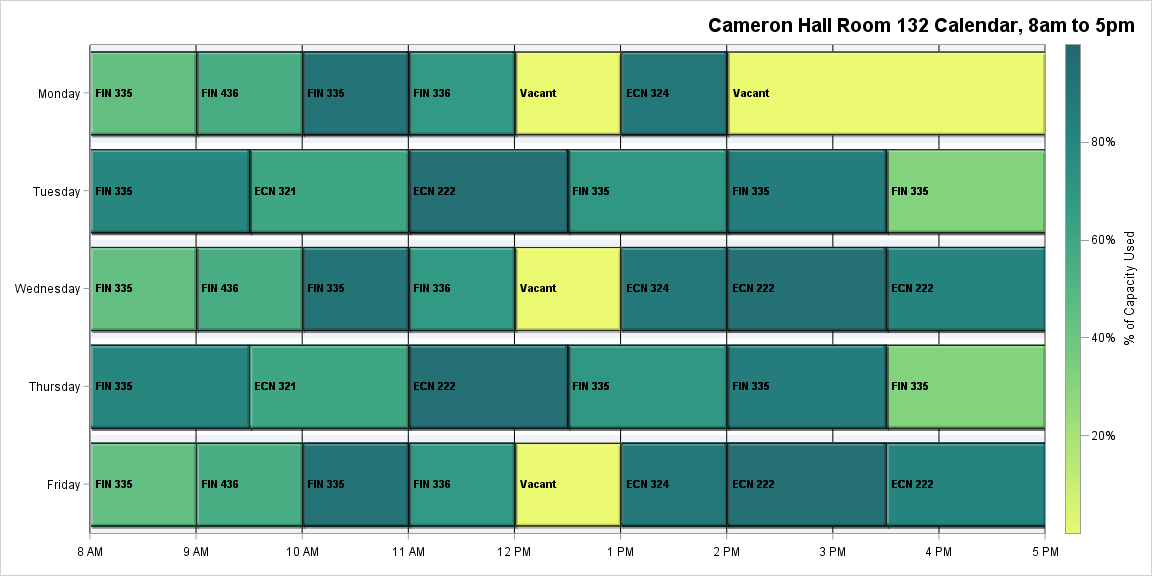 Cameron Hall Room 132 Calendar, 8am to 5pm
Monday
FIN 335
FIN 436
FIN 335
FIN 336
Vacant
ECN 324
Vacant
Tuesday
FIN 335
ECN 321
ECN 222
FIN 335
FIN 335
FIN 335
Wednesday
FIN 335
FIN 436
FIN 335
FIN 336
Vacant
ECN 324
ECN 222
ECN 222
Thursday
FIN 335
ECN 321
ECN 222
FIN 335
FIN 335
FIN 335
Friday
FIN 335
FIN 436
FIN 335
FIN 336
Vacant
ECN 324
ECN 222
ECN 222
8 AM
9 AM
10 AM
11 AM
12 PM
1 PM
2 PM
3 PM
4 PM
5 PM
80%
60%
40%
20%
% of Capacity Used